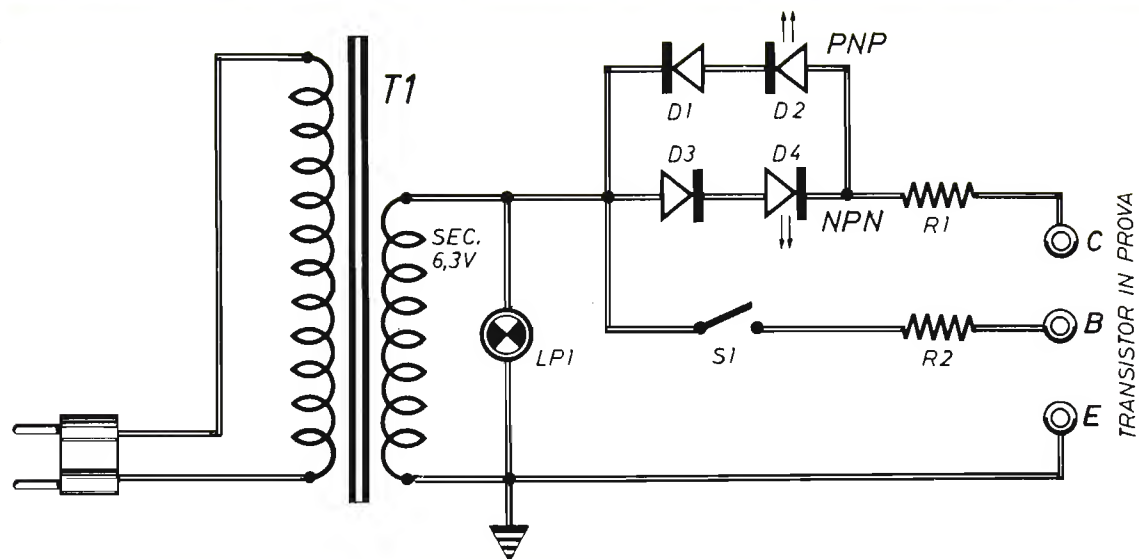 T1
SEC.
6,3V
LP1
D1
D2
PNP
D3
D4
NPN
R1
S1
R2
C
B
E
TRANSISTOR IN PROVA